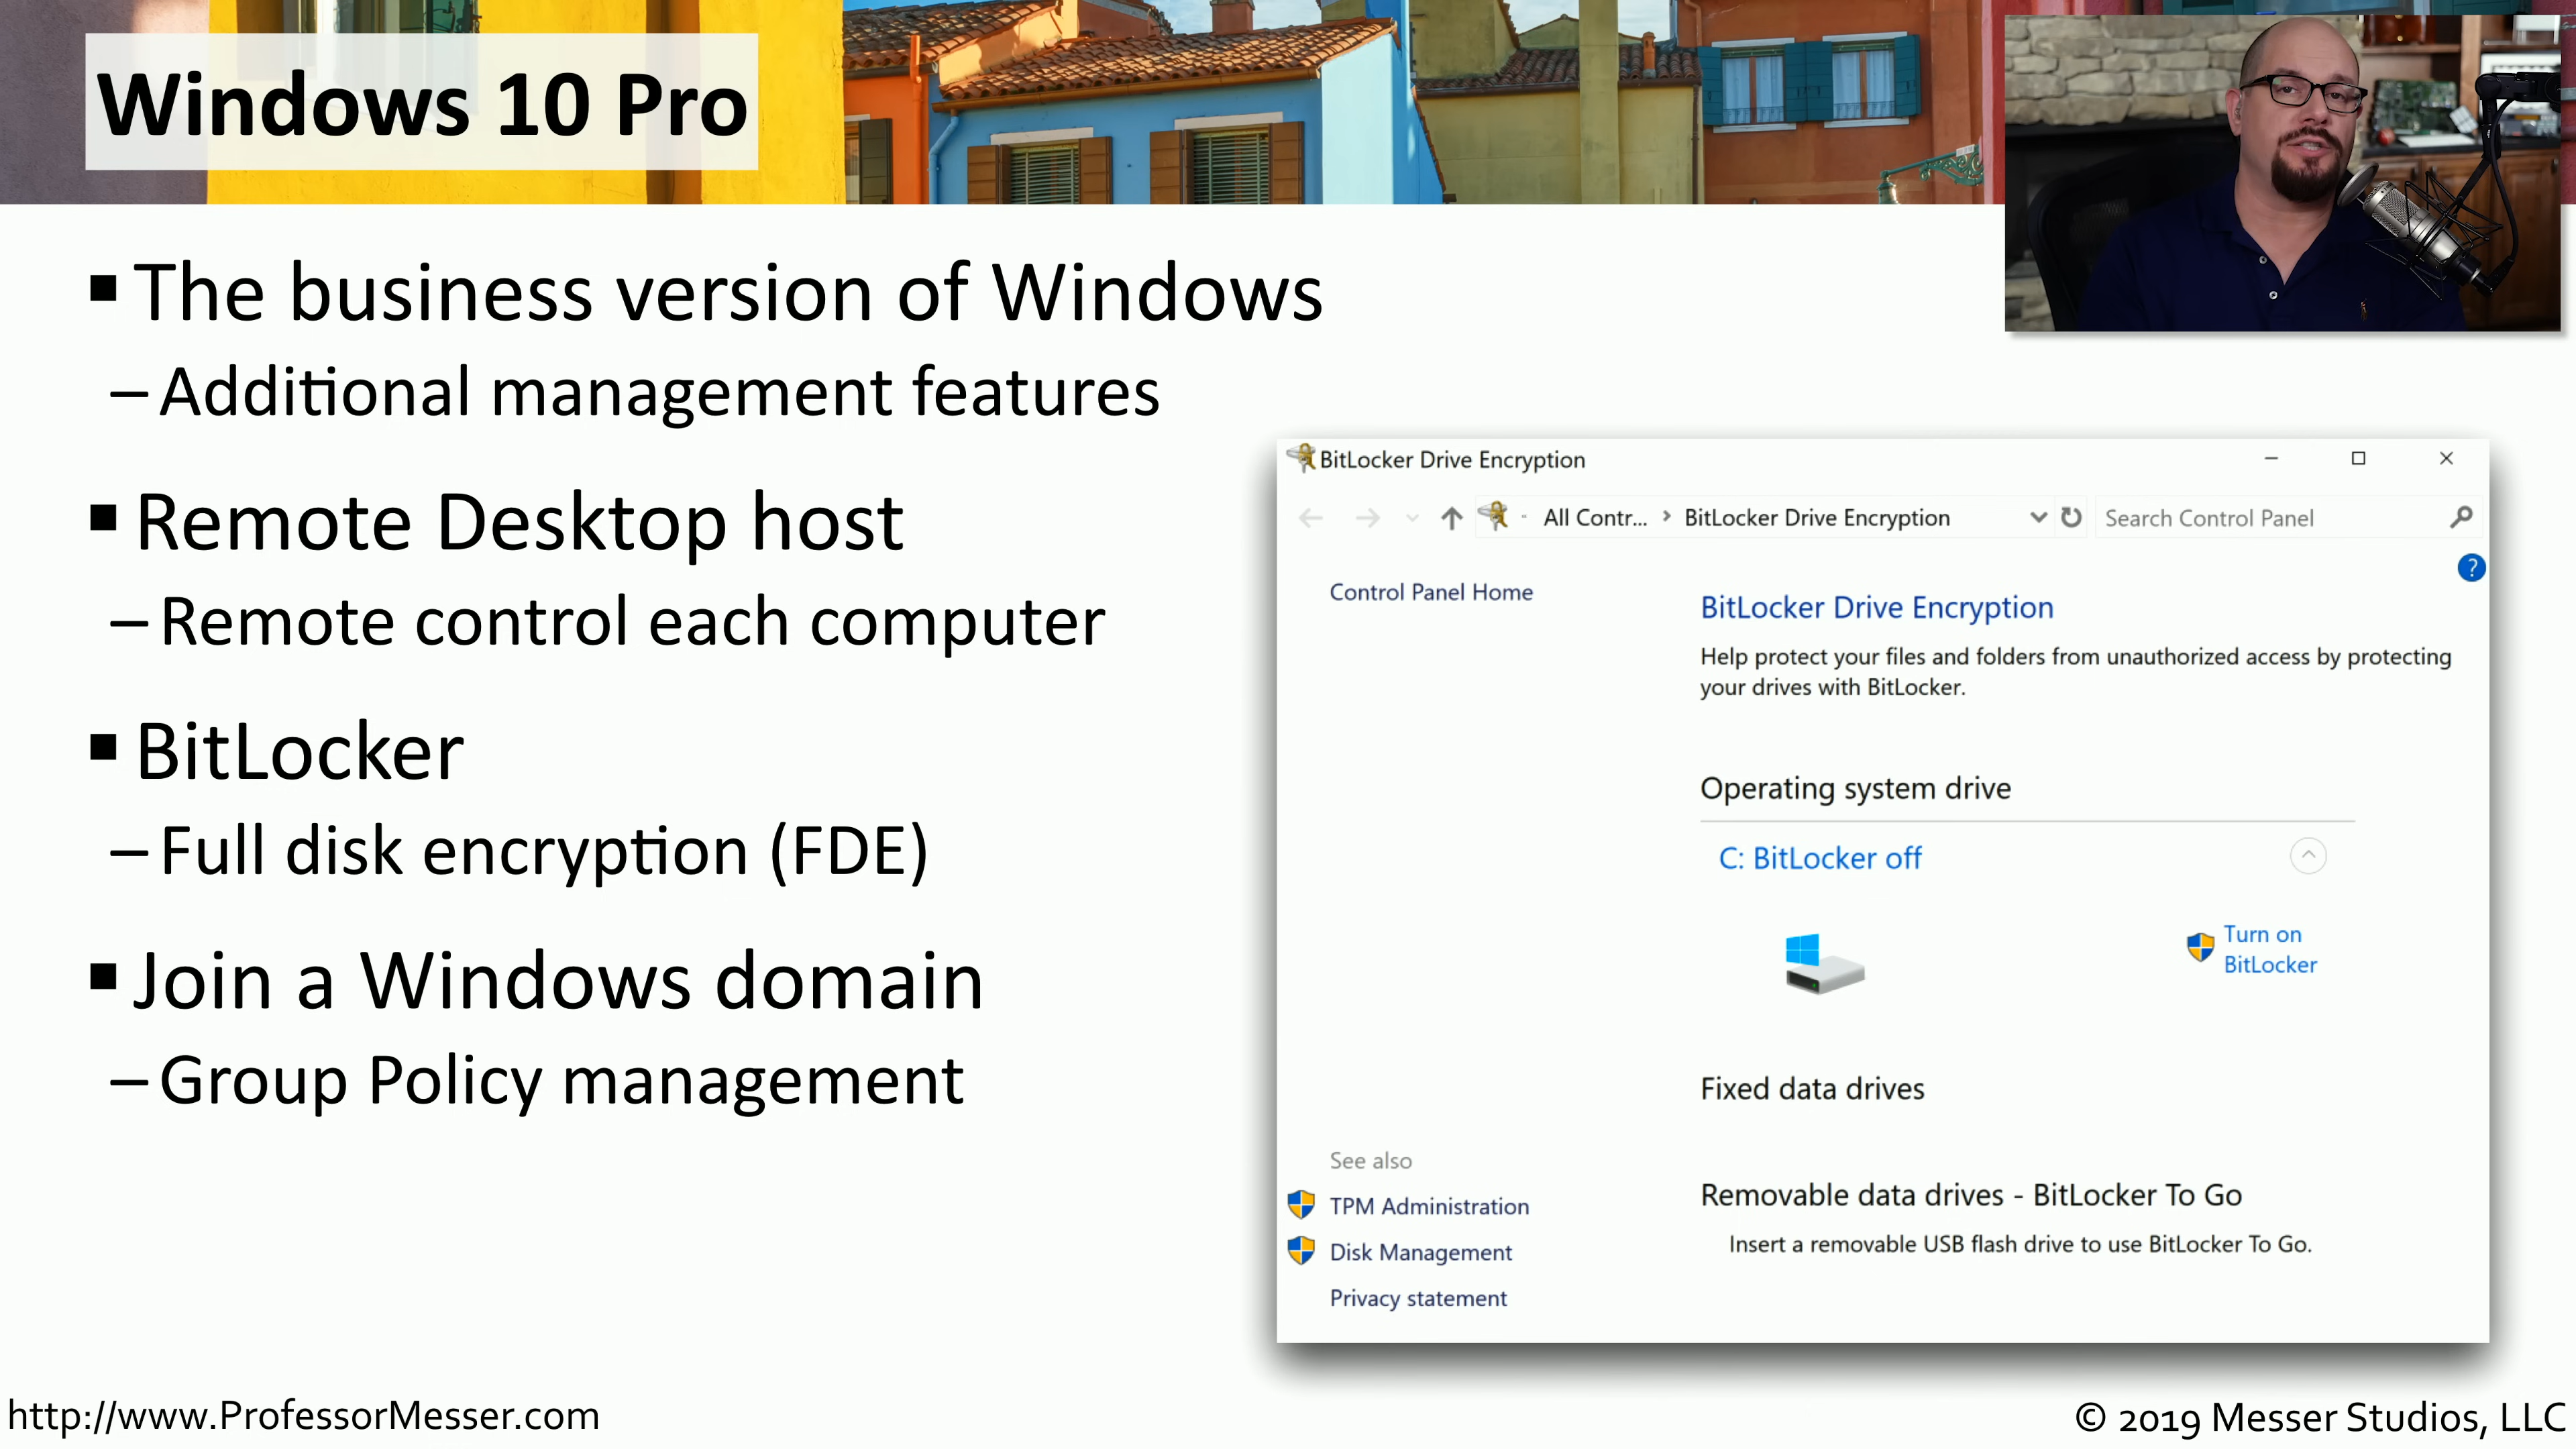 Windows 10 Pro
▪ The business version of Windows
– Additional management features
▪ Remote Desktop host
– Remote control each computer
▪ BitLocker
– Full disk encryption (FDE)
▪ Join a Windows domain
– Group Policy management
BitLocker Drive Encryption
All Contr... > BitLocker Drive Encryption
Search Control Panel
?
Control Panel Home
BitLocker Drive Encryption
Help protect your files and folders from unauthorized access by protecting
your drives with BitLocker.
Operating system drive
C: BitLocker off
Turn on
BitLocker
Fixed data drives
Removable data drives - BitLocker To Go
Insert a removable USB flash drive to use BitLocker To Go.
See also
TPM Administration
Disk Management
Privacy statement
http://www.ProfessorMesser.com
© 2019 Messer Studios, LLC